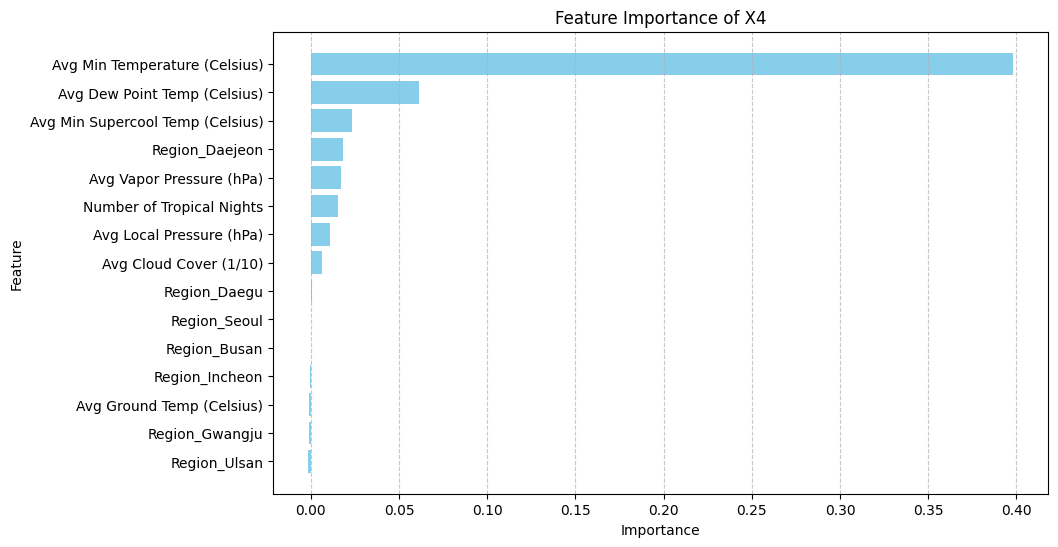 Feature Importance of X4
Feature
Avg Min Temperature (Celsius)
Avg Dew Point Temp (Celsius)
Avg Min Supercool Temp (Celsius)
Region_Daejeon
Avg Vapor Pressure (hPa)
Number of Tropical Nights
Avg Local Pressure (hPa)
Avg Cloud Cover (1/10)
Region_Daegu
Region_Seoul
Region_Busan
Region_Incheon
Avg Ground Temp (Celsius)
Region_Gwangju
Region_Ulsan
0.00 0.05 0.10 0.15 0.20 0.25 0.30 0.35 0.40
Importance